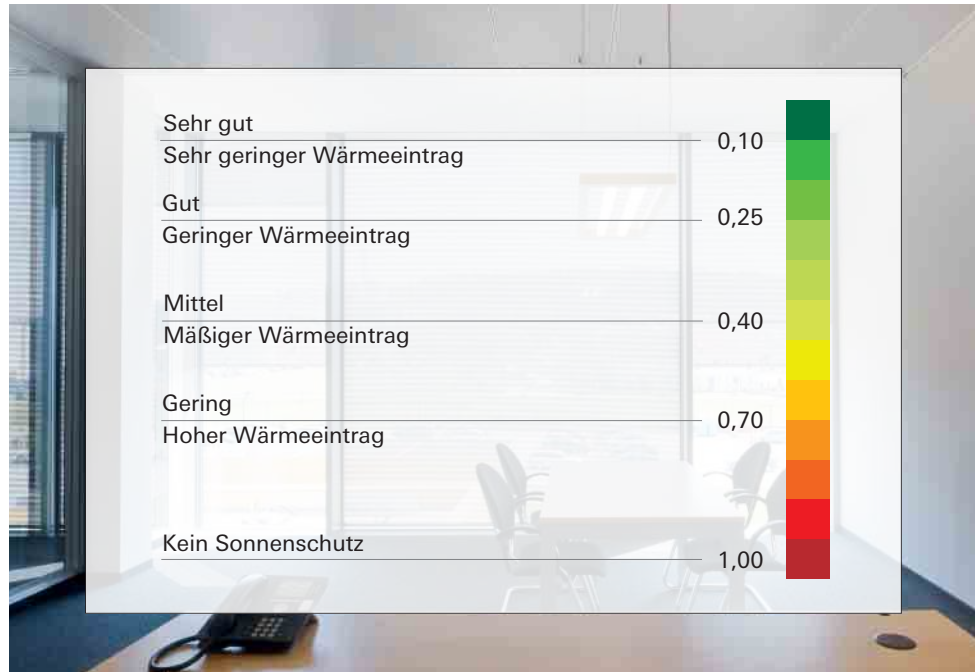 Sehr gut
0,10
Sehr geringer Wärmeeintrag
Gut
0,25
Geringer Wärmeeintrag
Mittel
0,40
Mäßiger Wärmeeintrag
Gering
0,70
Hoher Wärmeeintrag
Kein Sonnenschutz
1,00